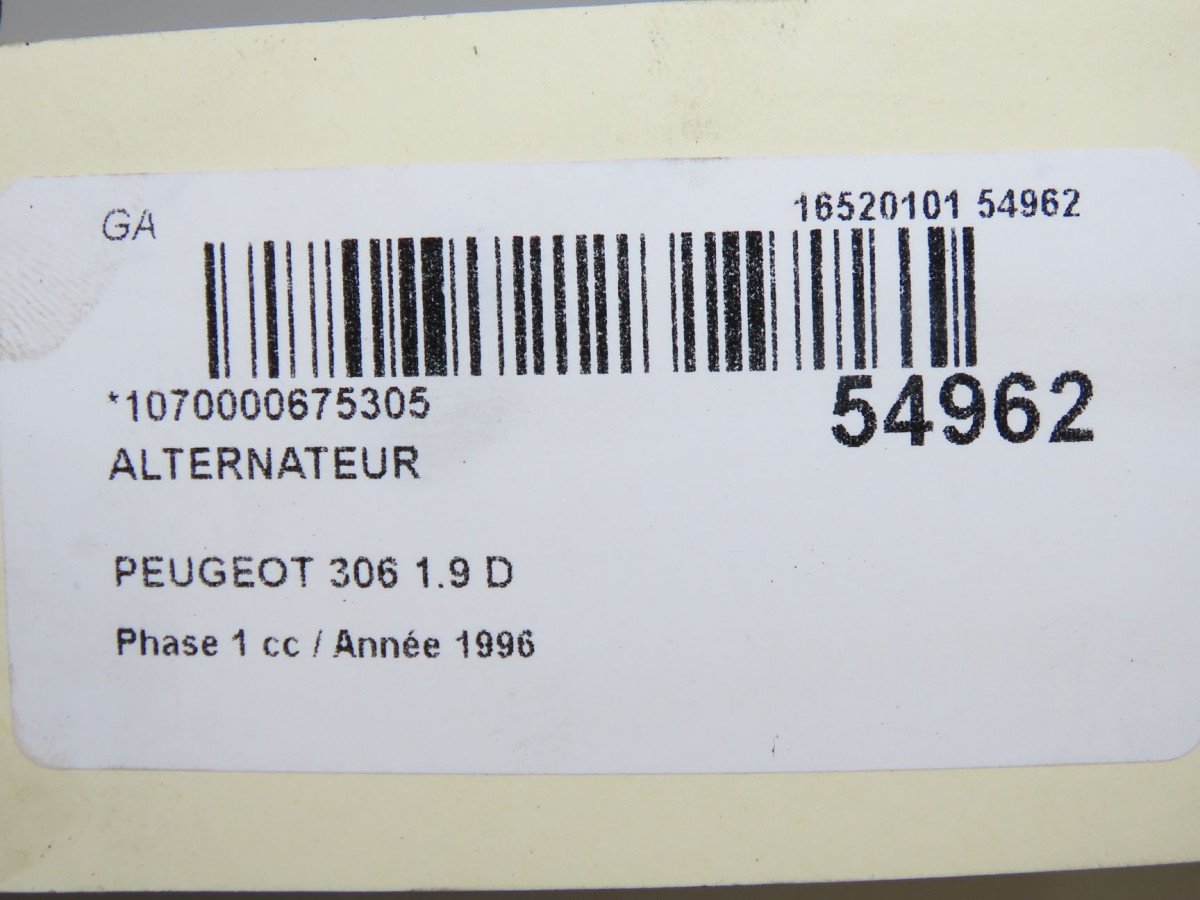 GA
16520101 54962
*1070000675305
54962
ALTERNATEUR
PEUGEOT 306 1.9 D
Phase 1 cc / Année 1996